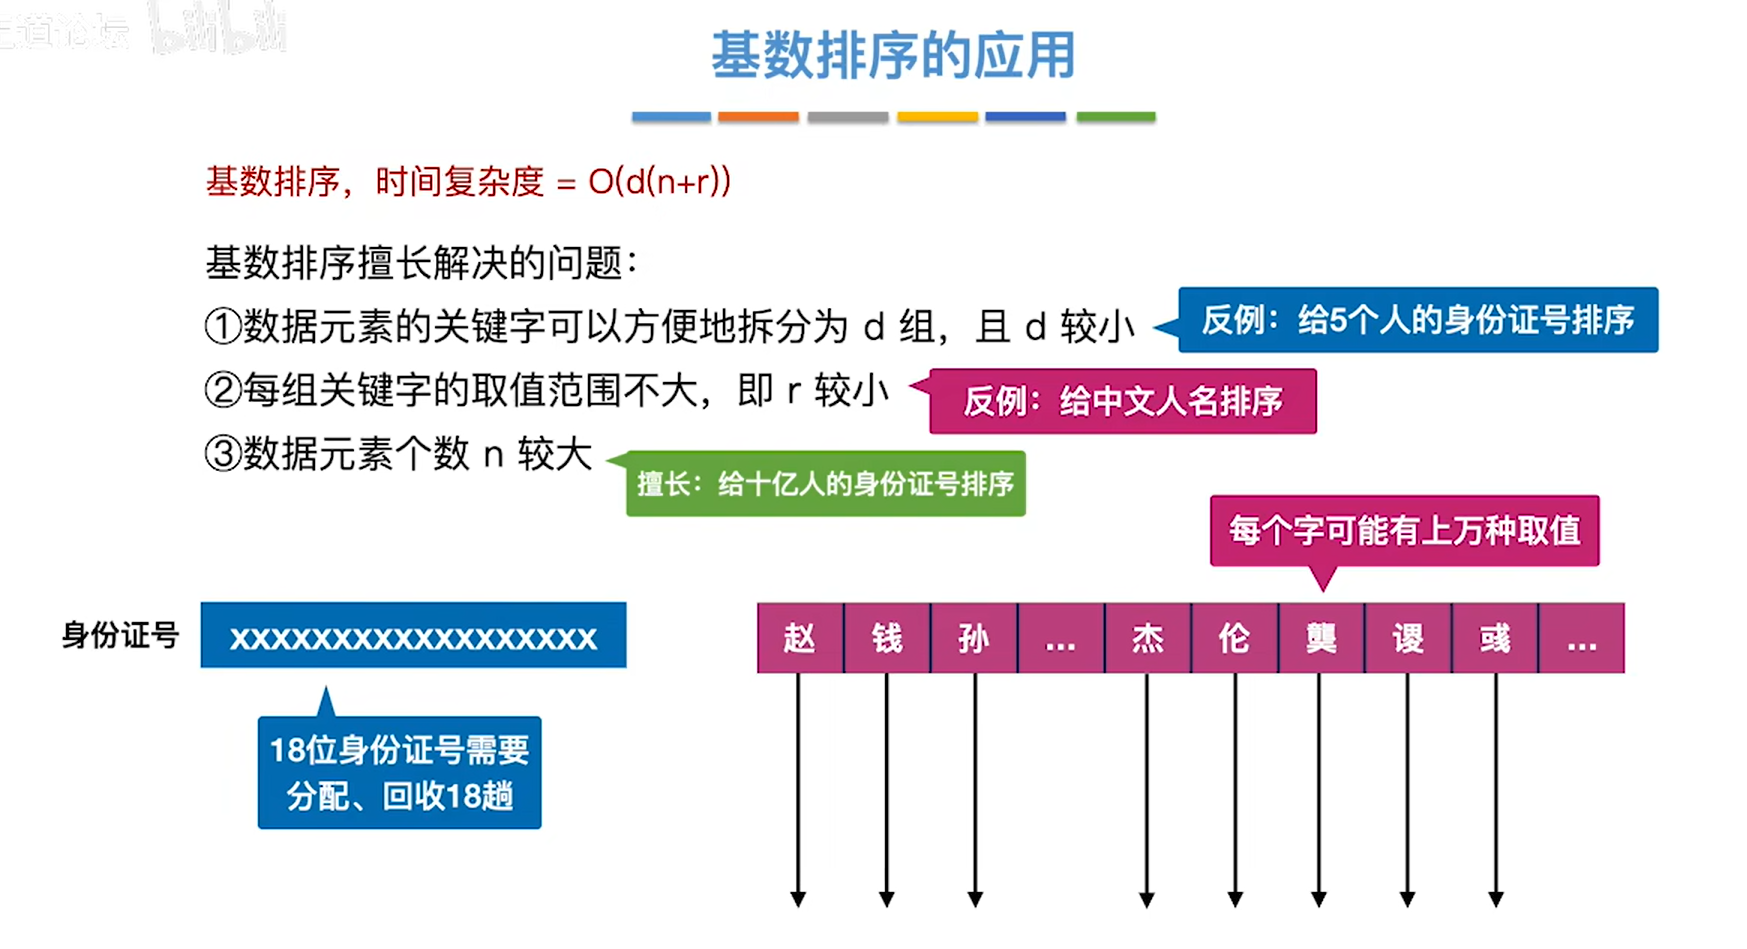 王道论坛 bilibili
基数排序的应用
基数排序，时间复杂度 = O(d(n+r))
基数排序擅长解决的问题：
①数据元素的关键字可以方便地拆分为 d 组，且 d 较小
反例：给5个人的身份证号排序
②每组关键字的取值范围不大，即 r 较小
反例：给中文人名排序
③数据元素个数 n 较大
擅长：给十亿人的身份证号排序
每个字可能有上万种取值
身份证号
xxxxxxxxxxxxxxxxxx
赵 钱 孙 ... 杰 伦 龑 谡 彧 ...
18位身份证号需要
分配、回收18趟